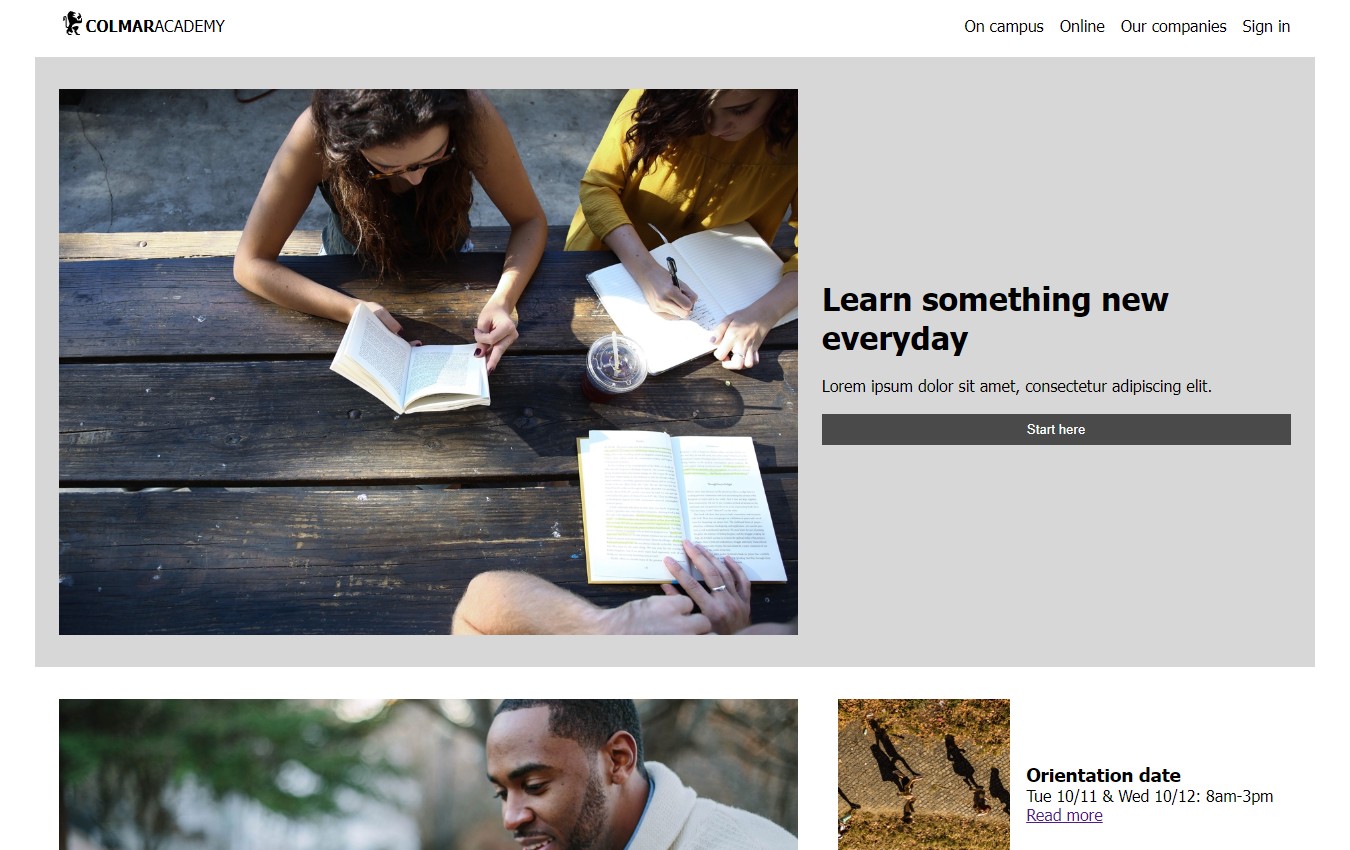 COLMARACADEMY
On campus Online Our companies Sign in
Learn something new
everyday
Lorem ipsum dolor sit amet, consectetur adipiscing elit.
Start here
Orientation date
Tue 10/11 & Wed 10/12: 8am-3pm
Read more